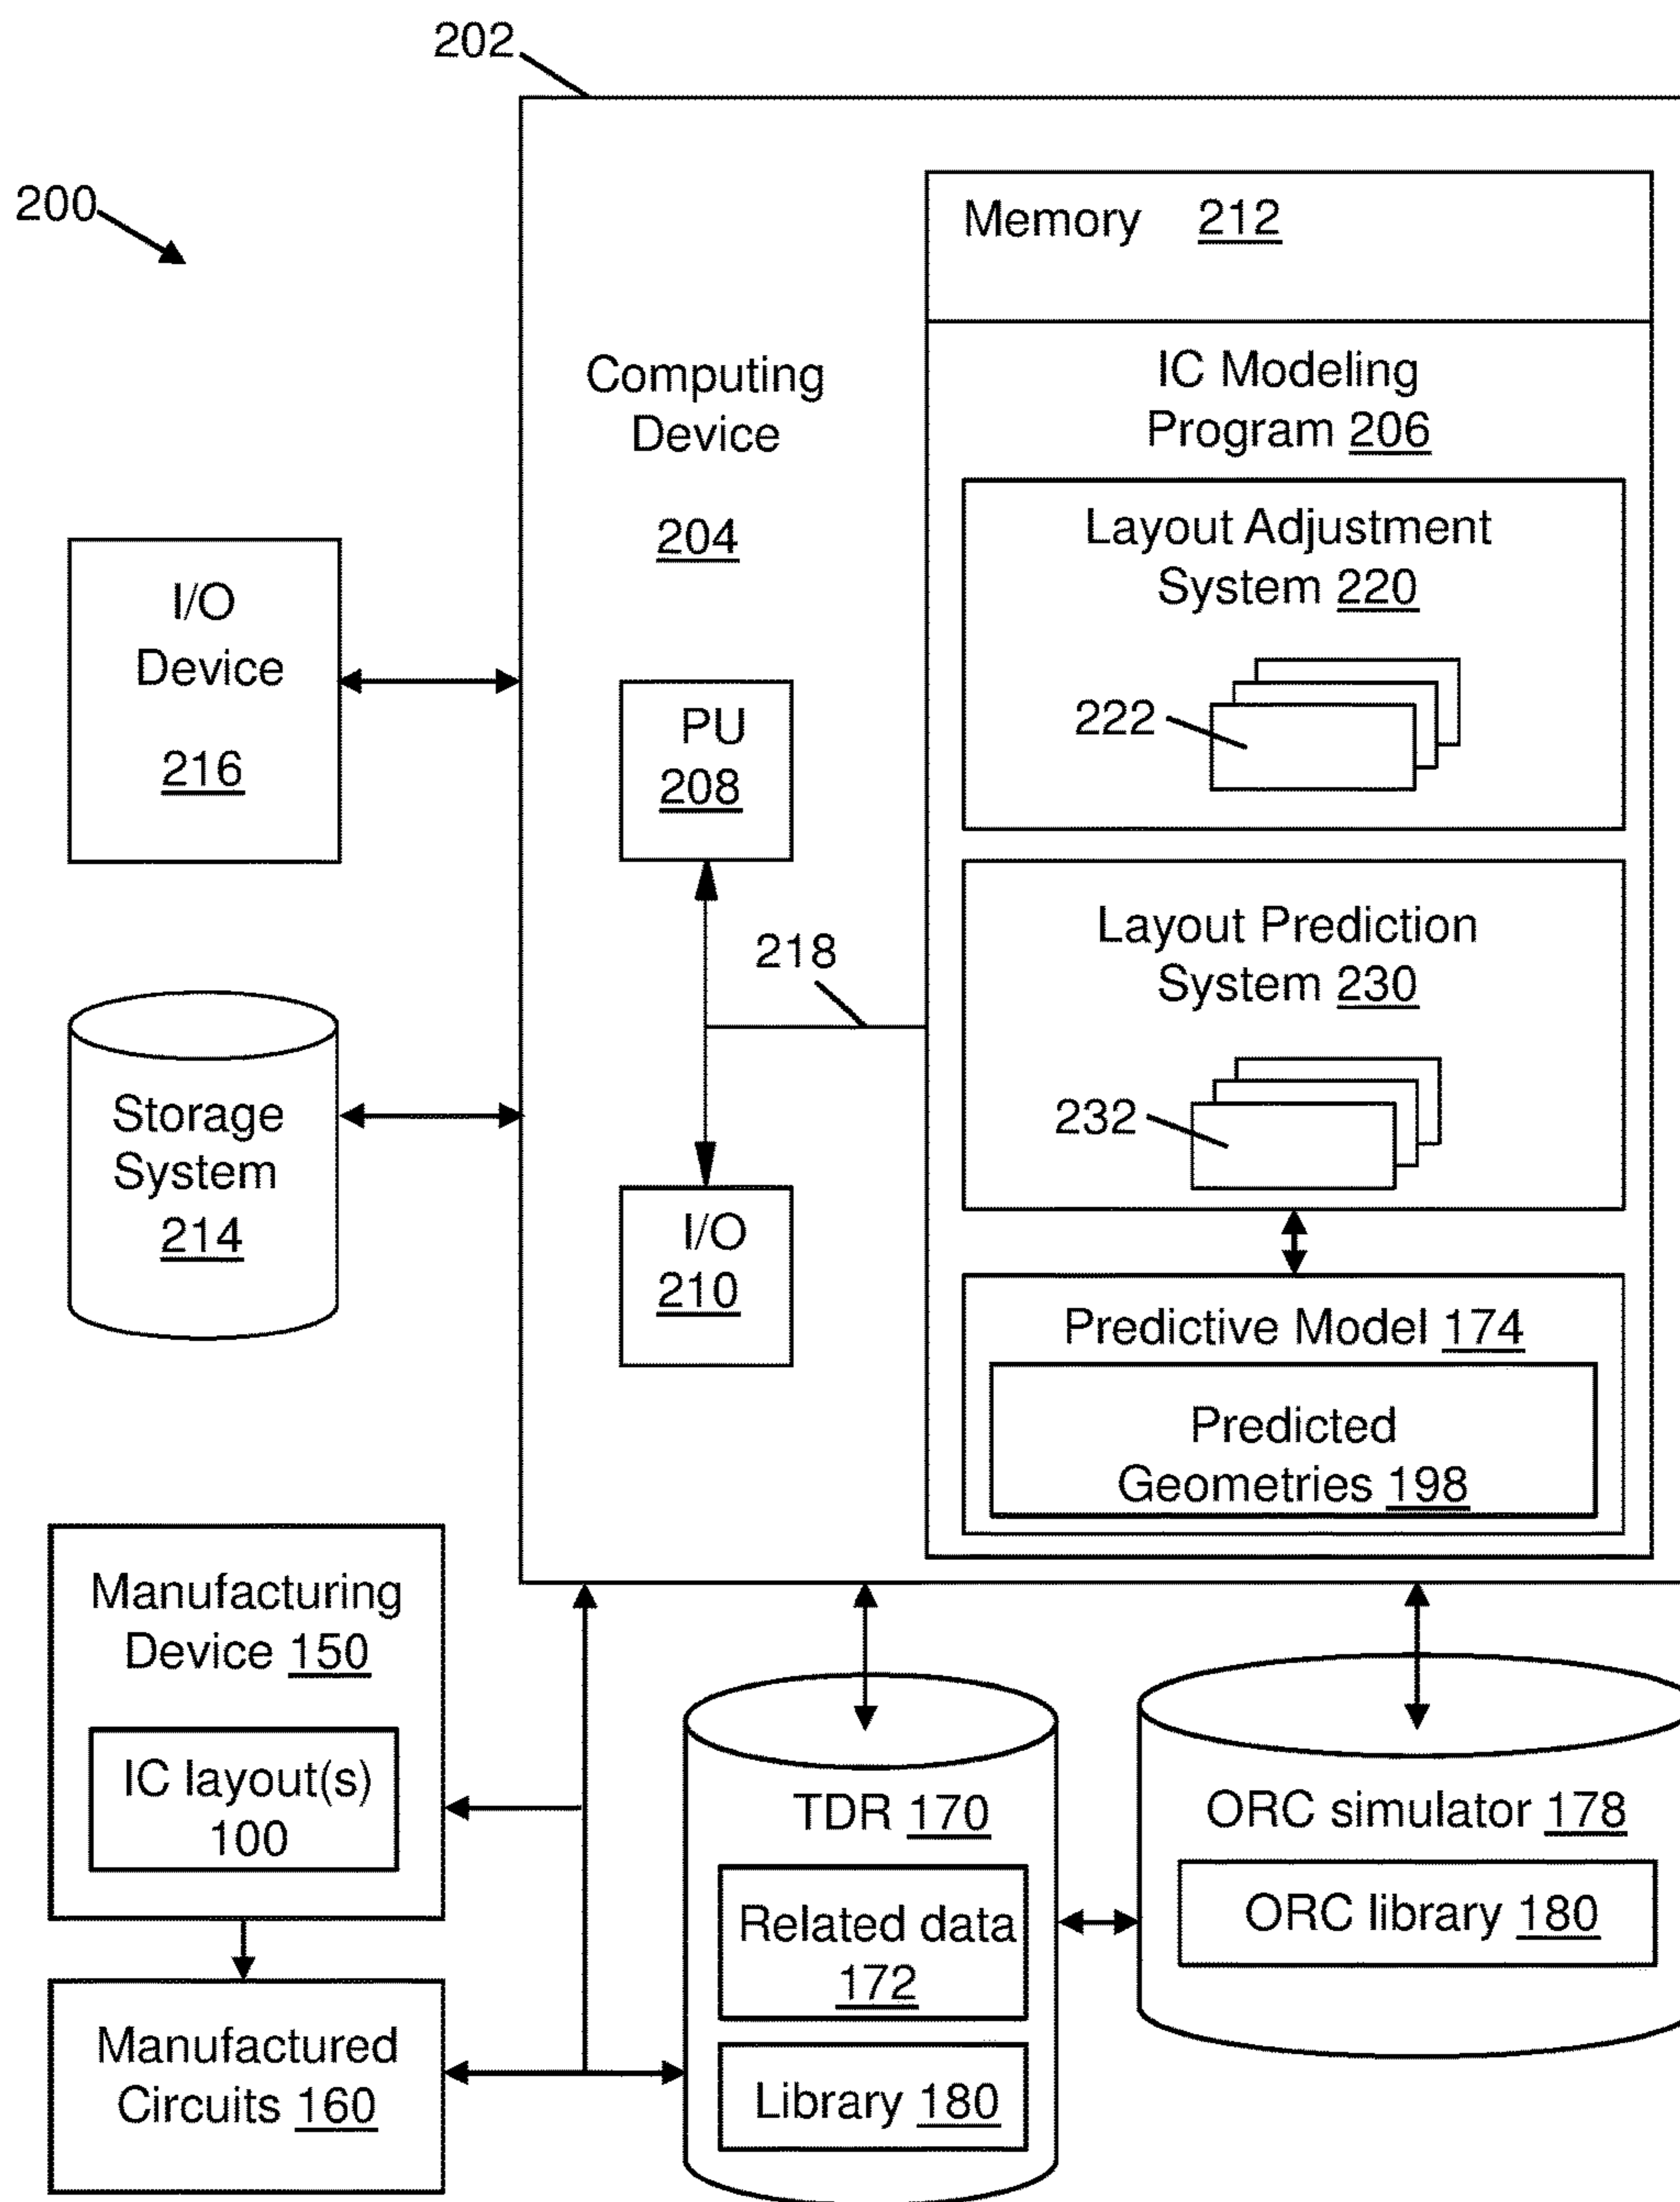 202
200
Memory 212
Computing
Device
204
IC Modeling
Program 206
Layout Adjustment
System 220
222
I/O
Device
216
PU
208
Layout Prediction
System 230
218
232
Storage
System
214
I/O
210
Predictive Model 174
Predicted
Geometries 198
Manufacturing
Device 150
IC layout(s)
100
TDR 170
ORC simulator 178
Related data
172
ORC library 180
Manufactured
Circuits 160
Library 180